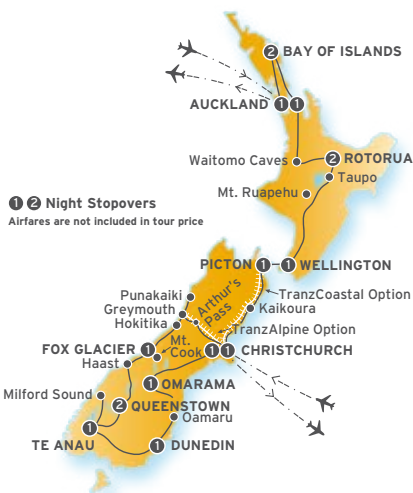 2 BAY OF ISLANDS
AUCKLAND 1 1
Waitomo Caves
2 ROTORUA
Taupo
Mt. Ruapehu
1 2 Night Stopovers
Airfares are not included in tour price
PICTON 1 1 WELLINGTON
TranzCoastal Option
Punakaiki
Arthur's
Pass
Greymouth
Kaikoura
Hokitika
TranzAlpine Option
FOX GLACIER 1
Mt.
Cook
1 1 CHRISTCHURCH
Haast
1 OMARAMA
Milford Sound
2 QUEENSTOWN
Oamaru
1
TE ANAU
1 DUNEDIN